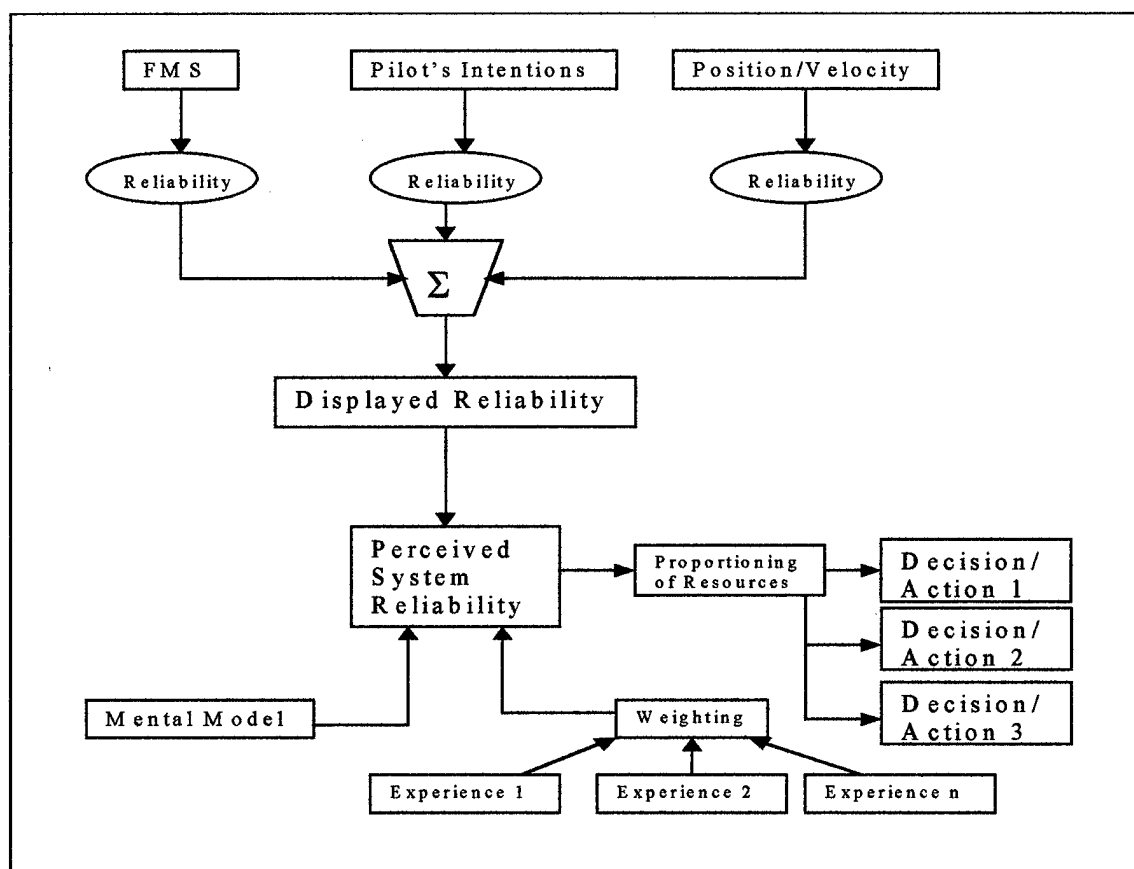 FMS
Pilot's Intentions
Position/Velocity
Reliability
Reliability
Reliability
Σ
Displayed Reliability
Perceived
System
Reliability
Proportioning
of Resources
Decision/
Action 1
Decision/
Action 2
Decision/
Action 3
Mental Model
Weighting
Experience 1
Experience 2
Experience n